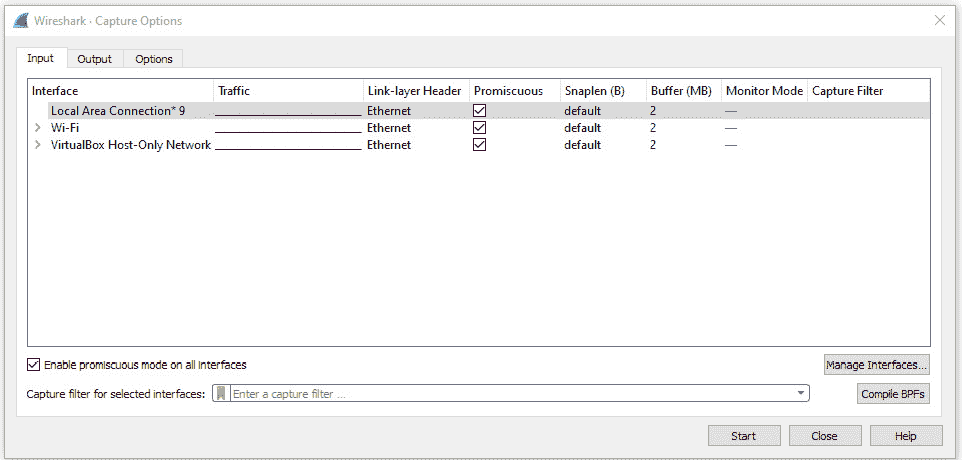 Wireshark · Capture Options
Input Output Options
Interface Traffic Link-layer Header Promiscuous Snaplen (B) Buffer (MB) Monitor Mode Capture Filter
Local Area Connection* 9 Ethernet default 2 —
Wi-Fi Ethernet default 2 —
VirtualBox Host-Only Network Ethernet default 2 —
Enable promiscuous mode on all interfaces Manage Interfaces...
Capture filter for selected interfaces: Enter a capture filter ... Compile BPFs
Start Close Help